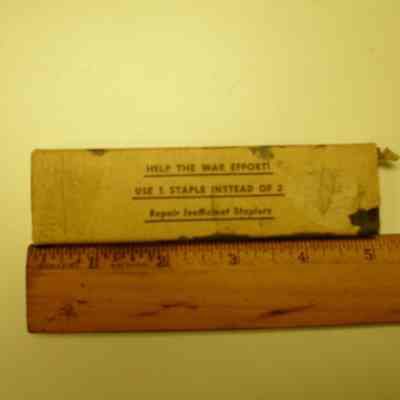 HELP THE WAR EFFORT!
USE 1 STAPLE INSTEAD OF 2
Repair Inefficient Staplers
1 2 3 4 5